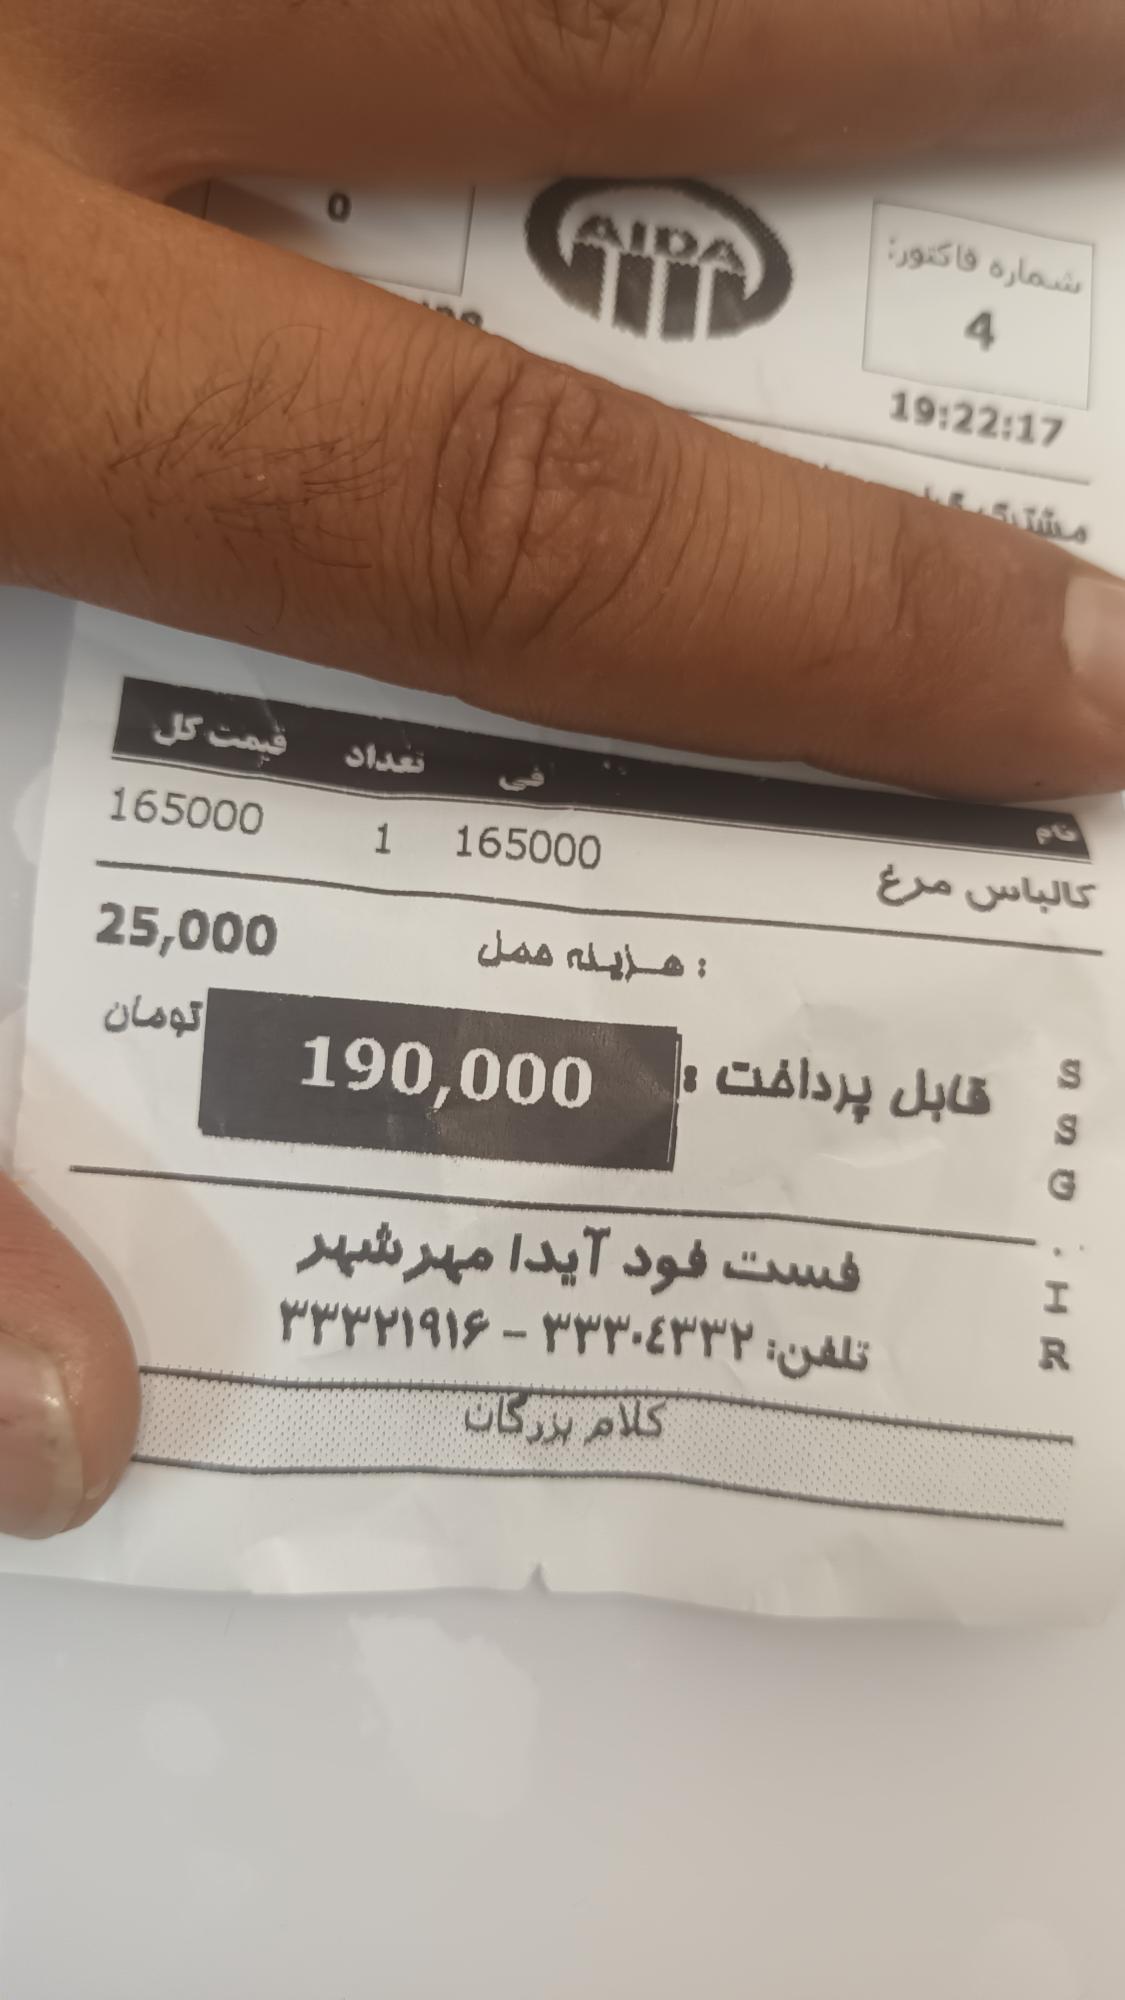 0
AIDA
شماره فاکتور:
4
19:22:17
نام فی تعداد قیمت کل
کالباس مرغ 165000 1 165000
هزینه حمل : 25,000
قابل پرداخت : 190,000 تومان
S
S
G
.
I
R
فست فود آیدا مهرشهر
تلفن: ۳۳۳۰٤۳۳۲ - ۳۳۳۲۱۹۱۶
کلام بزرگان